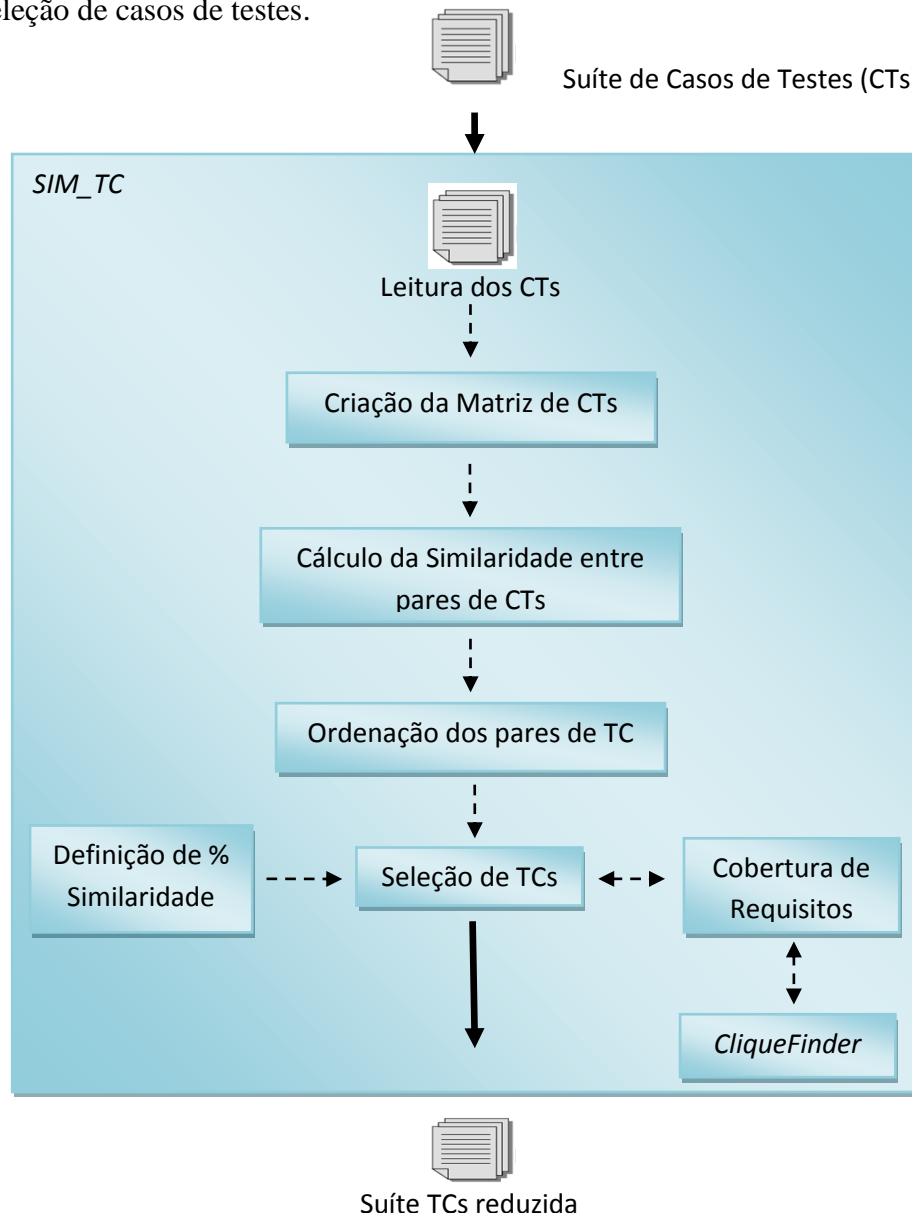 eleção de casos de testes.
Suíte de Casos de Testes (CTs
SIM_TC
Leitura dos CTs
Criação da Matriz de CTs
Cálculo da Similaridade entre
pares de CTs
Ordenação dos pares de TC
Definição de %
Similaridade
Seleção de TCs
Cobertura de
Requisitos
CliqueFinder
Suíte TCs reduzida